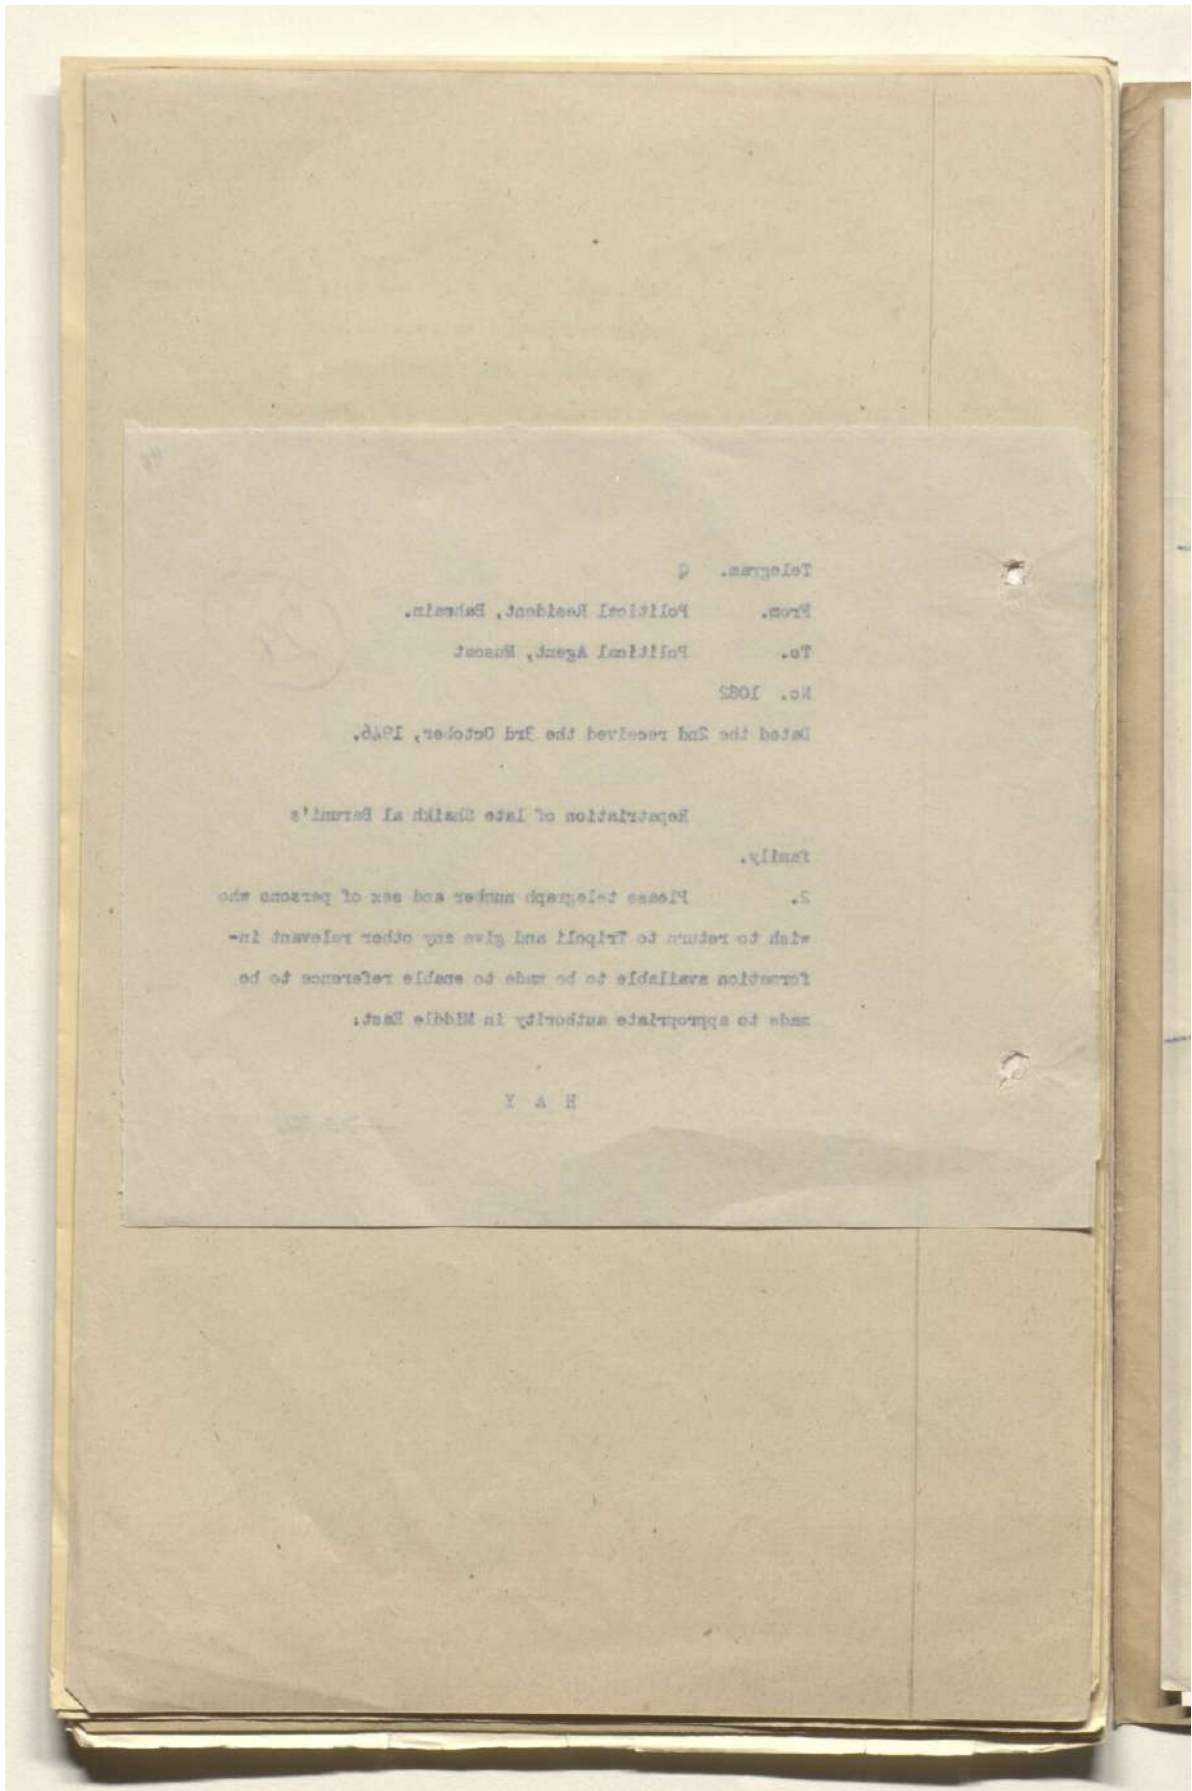 Telegram. Q
From. Political Resident, Bahrain.
To. Political Agent, Muscat
No. 1082
Dated the 2nd received the 3rd October, 1946.
Repatriation of late Shaikh al Baruni's
family.
2. Please telegraph number and sex of persons who
wish to return to Tripoli and give any other relevant in-
formation available to be made to enable reference to be
made to appropriate authority in Middle East:
H A Y